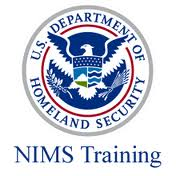 U.S. DEPARTMENT OF
HOMELAND SECURITY
NIMS Training